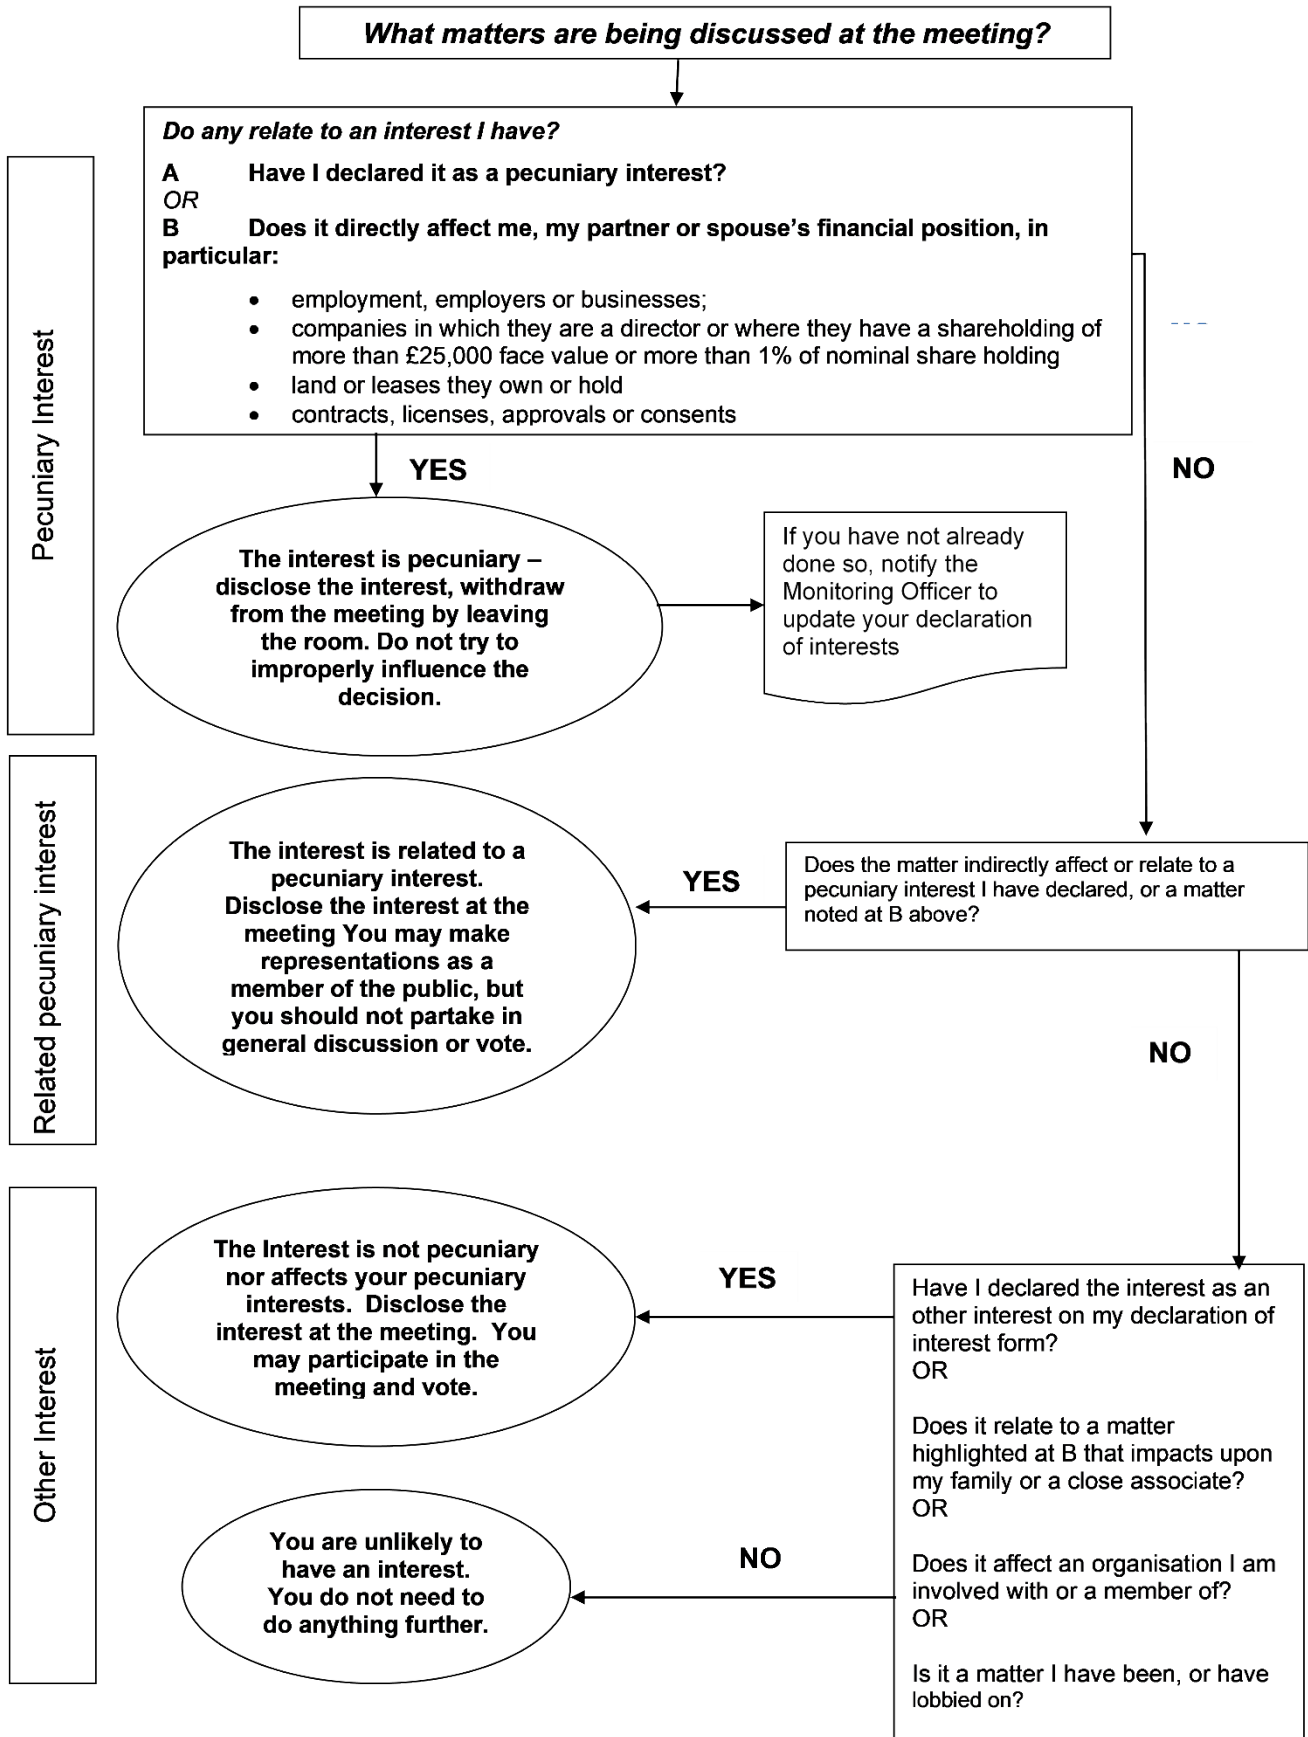 What matters are being discussed at the meeting?
Do any relate to an interest I have?
A Have I declared it as a pecuniary interest?
OR
B Does it directly affect me, my partner or spouse's financial position, in
particular:
• employment, employers or businesses;
• companies in which they are a director or where they have a shareholding of
more than £25,000 face value or more than 1% of nominal share holding
• land or leases they own or hold
• contracts, licenses, approvals or consents
Pecuniary Interest
YES
NO
The interest is pecuniary –
disclose the interest, withdraw
from the meeting by leaving
the room. Do not try to
improperly influence the
decision.
If you have not already
done so, notify the
Monitoring Officer to
update your declaration
of interests
Related pecuniary interest
The interest is related to a
pecuniary interest.
Disclose the interest at the
meeting You may make
representations as a
member of the public, but
you should not partake in
general discussion or vote.
YES
Does the matter indirectly affect or relate to a
pecuniary interest I have declared, or a matter
noted at B above?
NO
Other Interest
The Interest is not pecuniary
nor affects your pecuniary
interests. Disclose the
interest at the meeting. You
may participate in the
meeting and vote.
YES
Have I declared the interest as an
other interest on my declaration of
interest form?
OR
Does it relate to a matter
highlighted at B that impacts upon
my family or a close associate?
OR
Does it affect an organisation I am
involved with or a member of?
OR
Is it a matter I have been, or have
lobbied on?
NO
You are unlikely to
have an interest.
You do not need to
do anything further.